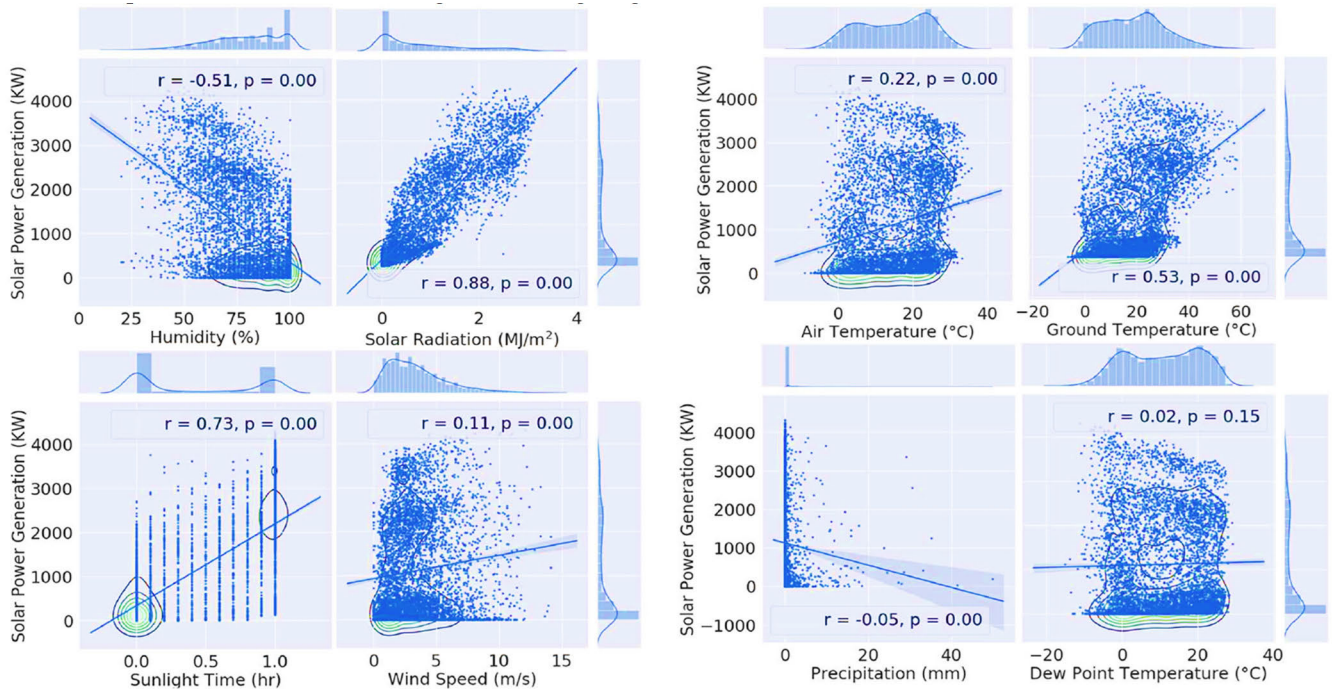 r = -0.51, p = 0.00
Solar Power Generation (KW)
4000
3000
2000
1000
0
0 25 50 75 100
Humidity (%)
r = 0.88, p = 0.00
0 2 4
Solar Radiation (MJ/m²)
r = 0.22, p = 0.00
Solar Power Generation (KW)
4000
3000
2000
1000
0
0 20 40
Air Temperature (°C)
r = 0.53, p = 0.00
−20 0 20 40 60
Ground Temperature (°C)
r = 0.73, p = 0.00
Solar Power Generation (KW)
4000
3000
2000
1000
0
0.0 0.5 1.0
Sunlight Time (hr)
r = 0.11, p = 0.00
0 5 10 15
Wind Speed (m/s)
Solar Power Generation (KW)
4000
3000
2000
1000
0
−1000
r = -0.05, p = 0.00
0 20 40
Precipitation (mm)
r = 0.02, p = 0.15
−20 0 20 40
Dew Point Temperature (°C)